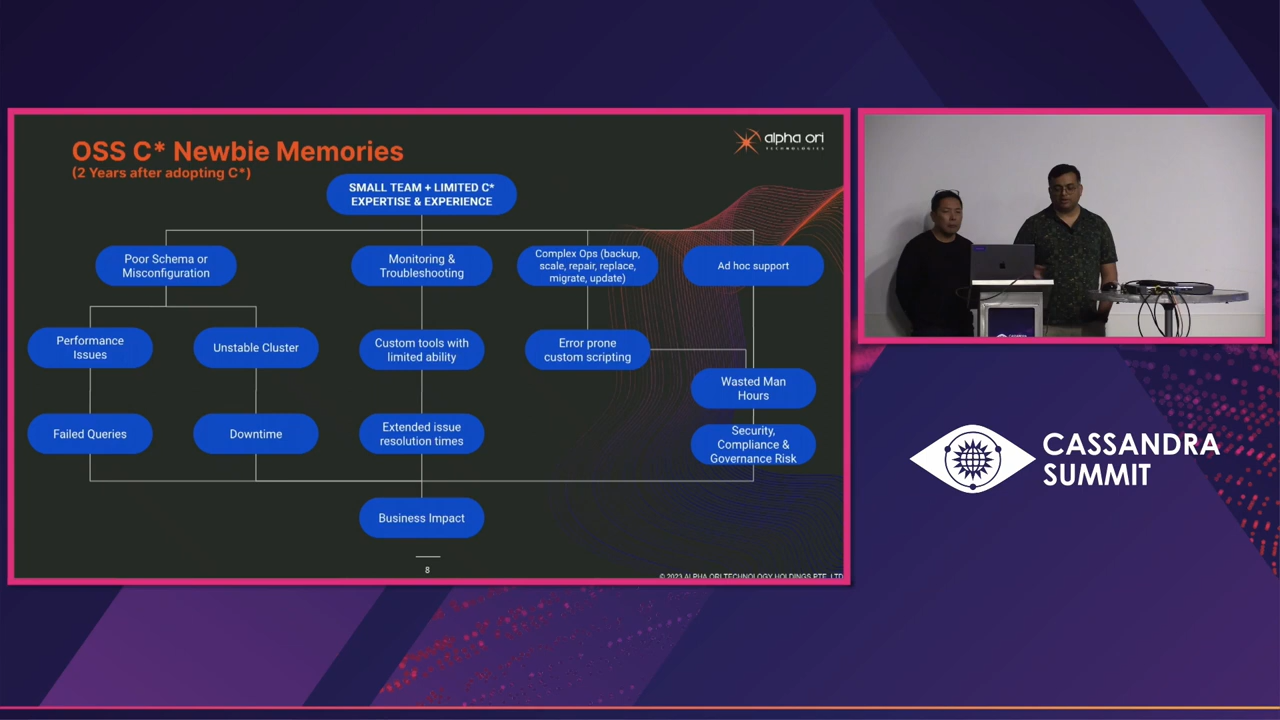 OSS C* Newbie Memories
(2 Years after adopting C*)
alpha ori
TECHNOLOGIES
SMALL TEAM + LIMITED C*
EXPERTISE & EXPERIENCE
Poor Schema or
Misconfiguration
Monitoring &
Troubleshooting
Complex Ops (backup,
scale, repair, replace,
migrate, update)
Ad hoc support
Performance
Issues
Unstable Cluster
Custom tools with
limited ability
Error prone
custom scripting
Wasted Man
Hours
Failed Queries
Downtime
Extended issue
resolution times
Security,
Compliance &
Governance Risk
Business Impact
8
© 2023 ALPHA ORI TECHNOLOGY HOLDINGS PTE. LTD
CASSANDRA
SUMMIT